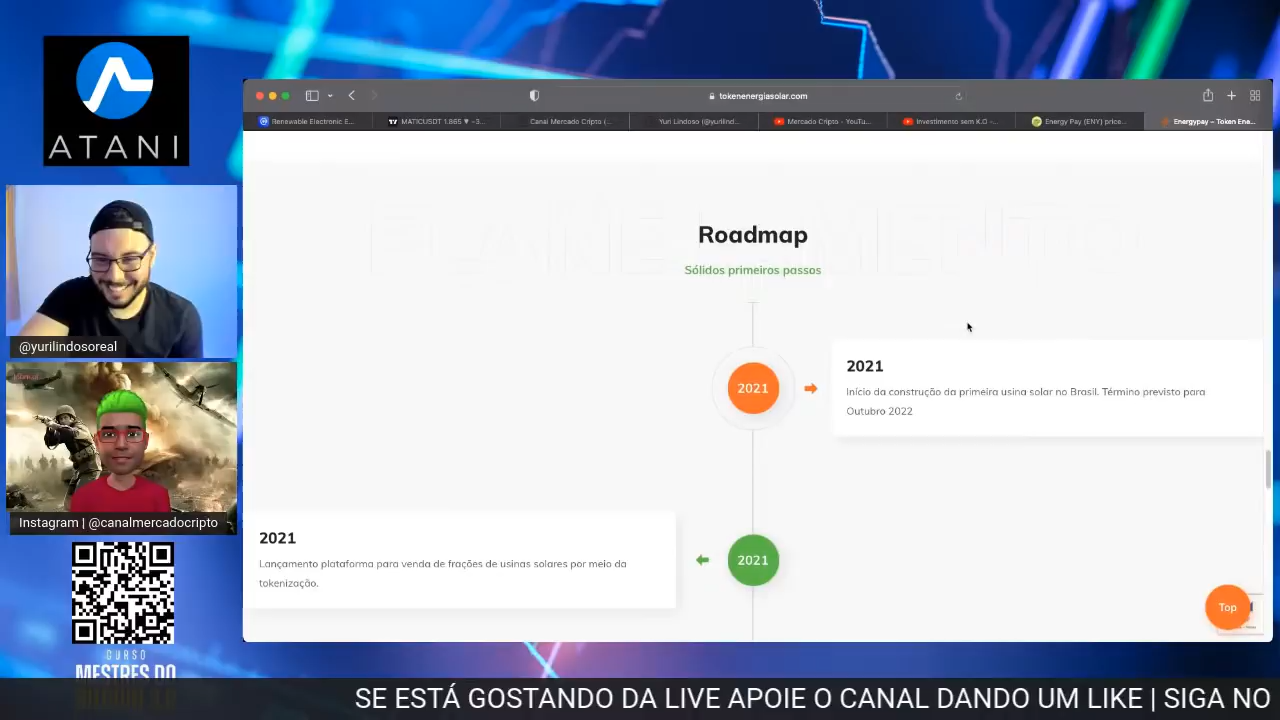 ATANI
tokenenergiasolar.com
Renewable Electronic E...
MATICUSDT 1.865 ▼ -3...
Canal Mercado Cripto (...
Yuri Lindoso (@yurilind...
Mercado Cripto - YouTu...
Investimento sem K.O -...
Energy Pay (ENY) price...
Energypay – Token Ene...
PLANEJAMENTO
Roadmap
Sólidos primeiros passos
2021
2021
Início da construção da primeira usina solar no Brasil. Término previsto para
Outubro 2022
2021
Lançamento plataforma para venda de frações de usinas solares por meio da
tokenização.
2021
Top
@yurilindosoreal
Instagram | @canalmercadocripto
CURSO
MESTRES DO
SE ESTÁ GOSTANDO DA LIVE APOIE O CANAL DANDO UM LIKE | SIGA NO